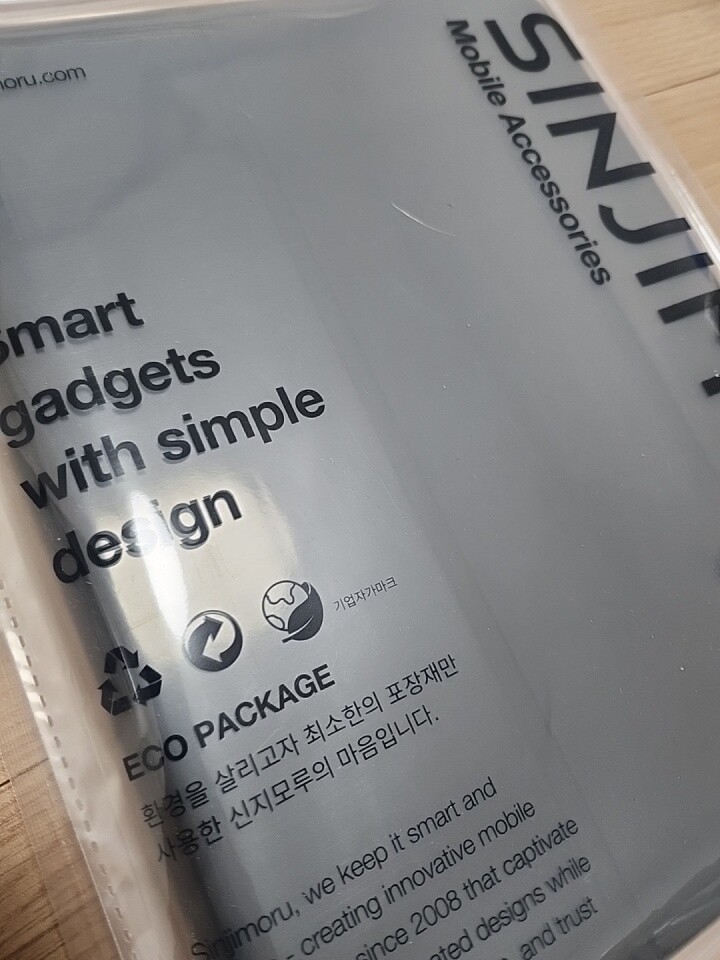 moru.com
SINJIM
Mobile Accessories
Smart
gadgets
with simple
design
기업자가마크
ECO PACKAGE
환경을 살리고자 최소한의 포장재만
사용한 신지모루의 마음입니다.
Sinjimoru, we keep it smart and
- creating innovative mobile
since 2008 that captivate
designs while
and trust